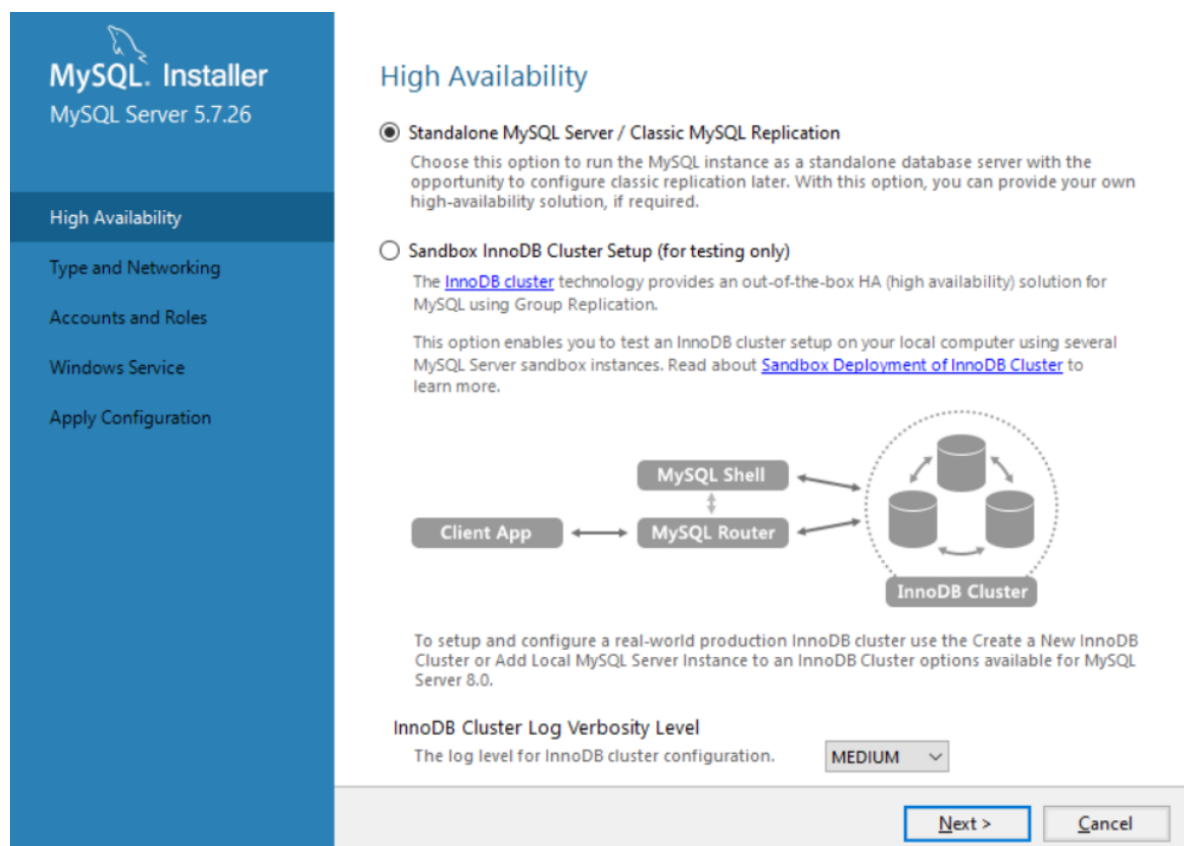 MySQL. Installer
MySQL Server 5.7.26
High Availability
Type and Networking
Accounts and Roles
Windows Service
Apply Configuration
High Availability
Standalone MySQL Server / Classic MySQL Replication
Choose this option to run the MySQL instance as a standalone database server with the
opportunity to configure classic replication later. With this option, you can provide your own
high-availability solution, if required.
Sandbox InnoDB Cluster Setup (for testing only)
The InnoDB cluster technology provides an out-of-the-box HA (high availability) solution for
MySQL using Group Replication.
This option enables you to test an InnoDB cluster setup on your local computer using several
MySQL Server sandbox instances. Read about Sandbox Deployment of InnoDB Cluster to
learn more.
MySQL Shell
Client App
MySQL Router
InnoDB Cluster
To setup and configure a real-world production InnoDB cluster use the Create a New InnoDB
Cluster or Add Local MySQL Server Instance to an InnoDB Cluster options available for MySQL
Server 8.0.
InnoDB Cluster Log Verbosity Level
The log level for InnoDB cluster configuration.
MEDIUM
Next >
Cancel